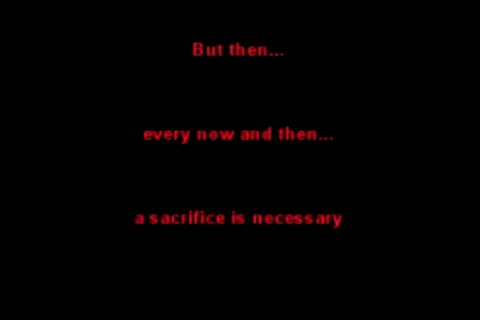 But then...
every now and then...
a sacrifice is necessary